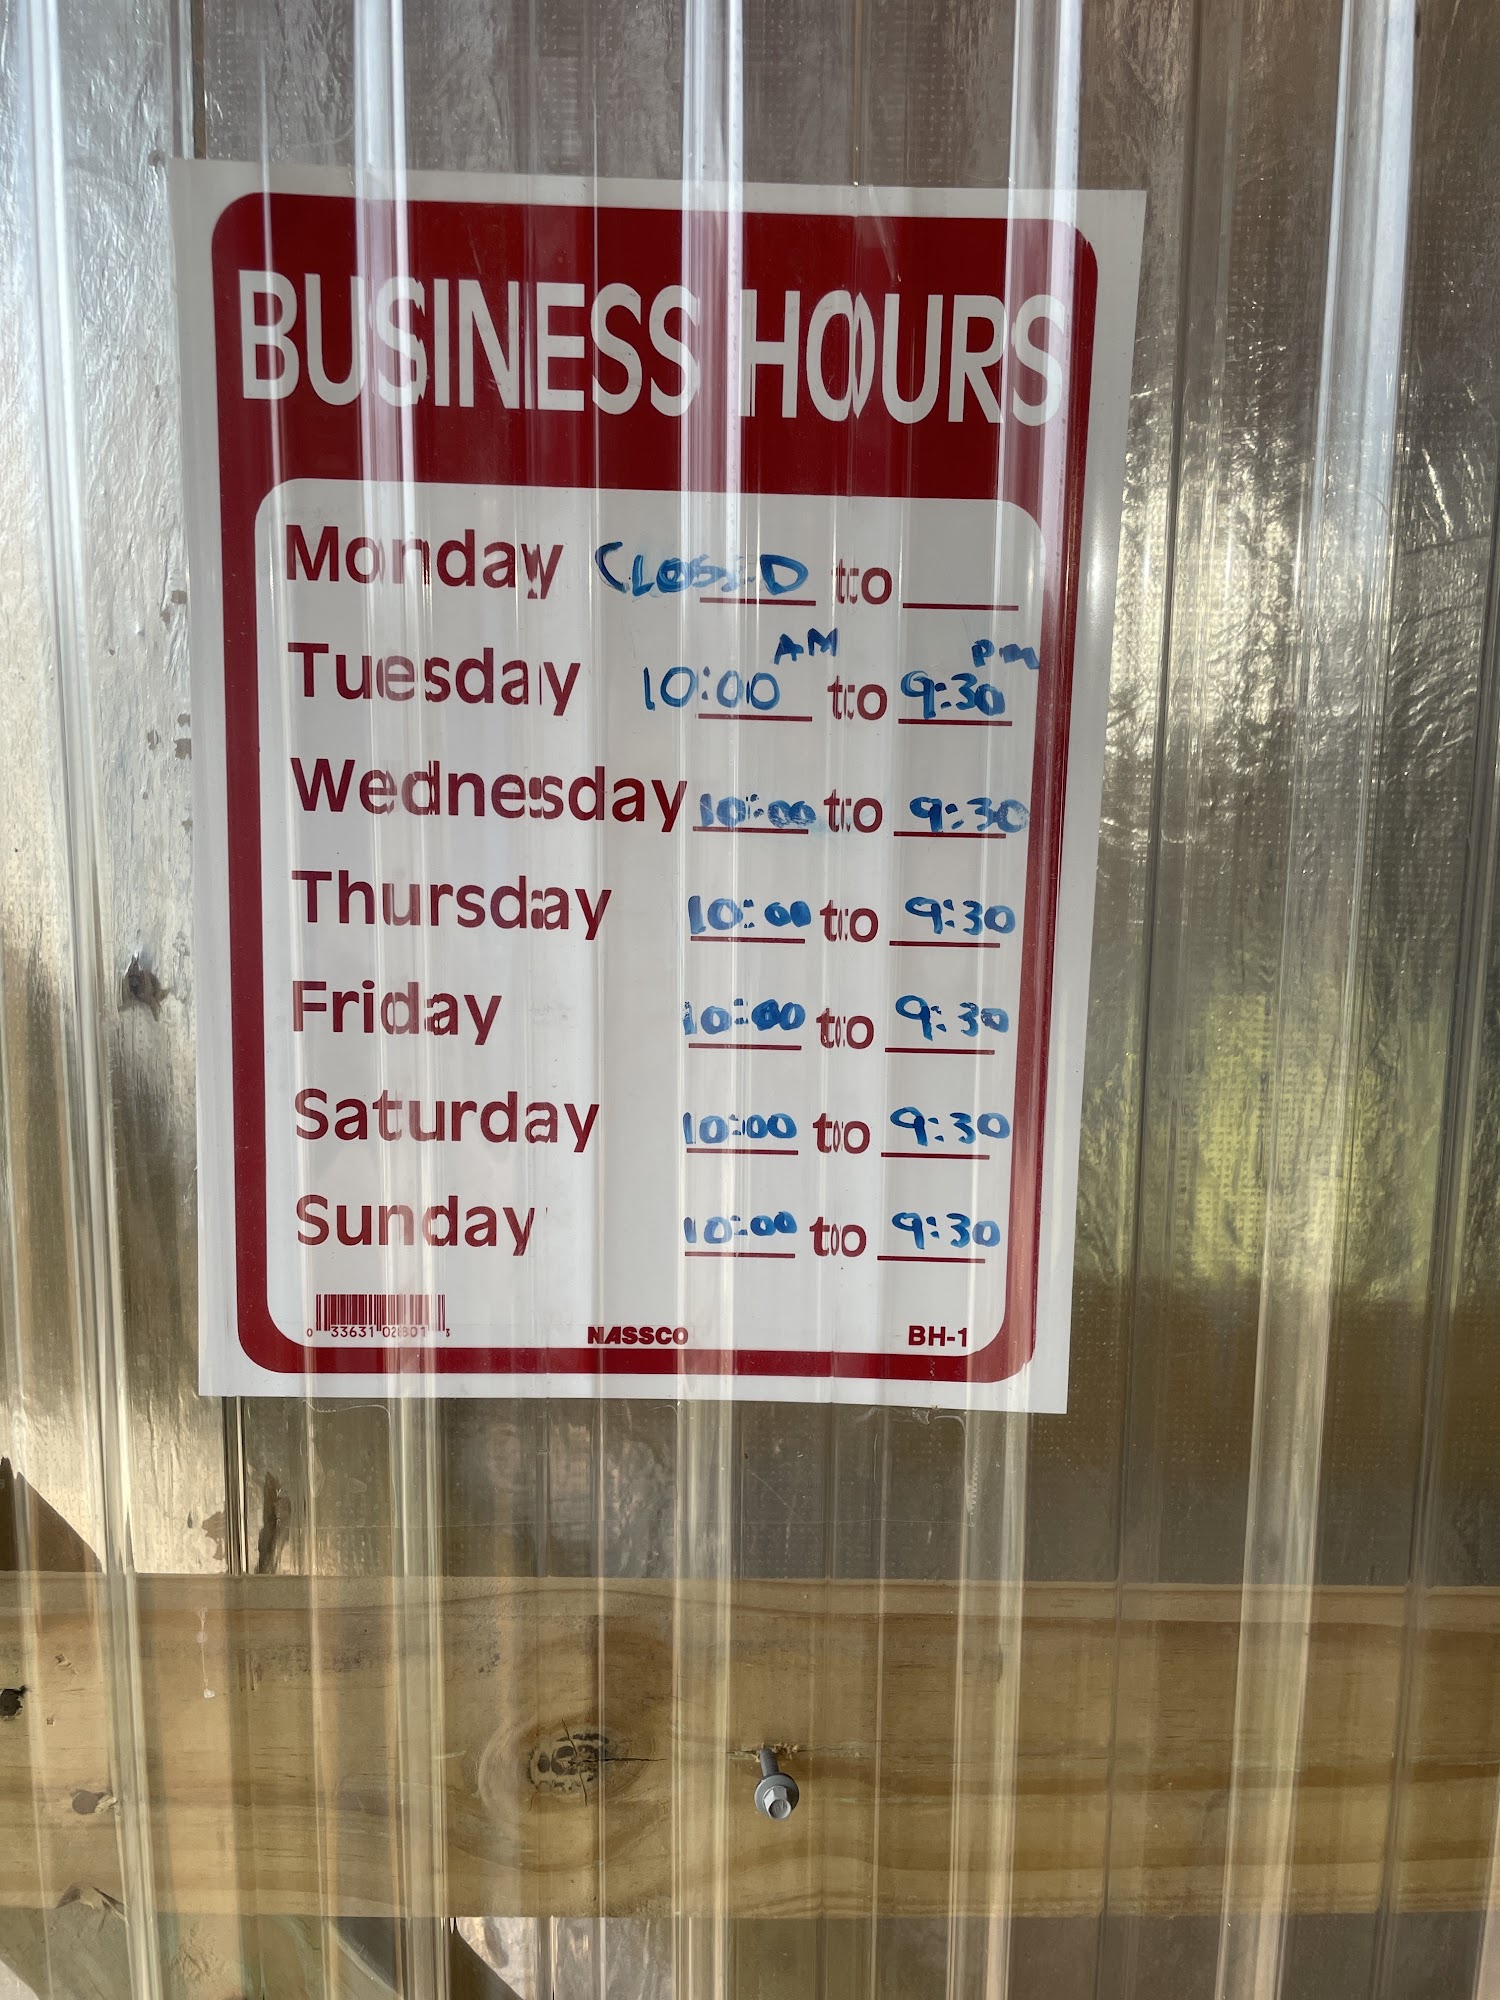 BUSINESS HOURS
Monday CLOSED to
AM PM
Tuesday 10:00 to 9:30
Wednesday 10:00 to 9:30
Thursday 10:00 to 9:30
Friday 10:00 to 9:30
Saturday 10:00 to 9:30
Sunday 10:00 to 9:30
NASSCO BH-1